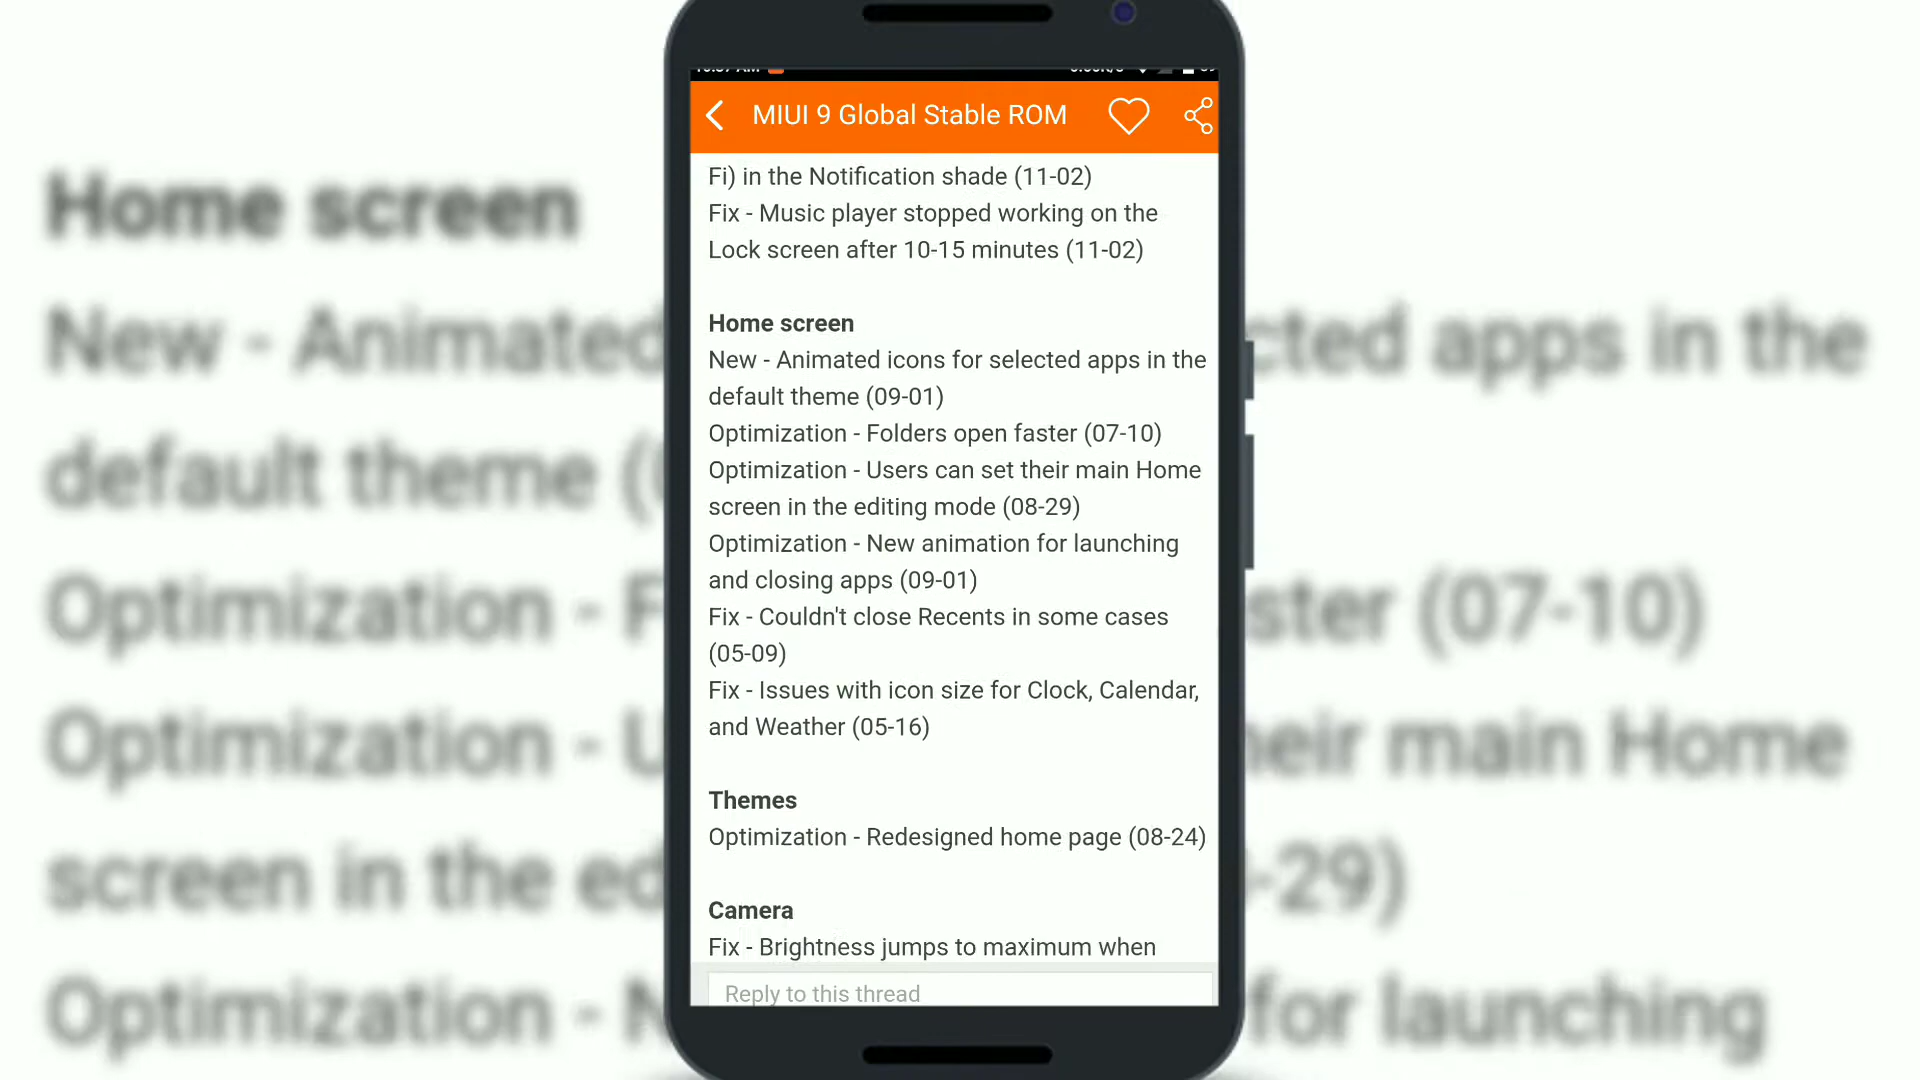 MIUI 9 Global Stable ROM
Fi) in the Notification shade (11-02)
Fix - Music player stopped working on the
Lock screen after 10-15 minutes (11-02)
Home screen
New - Animated icons for selected apps in the
default theme (09-01)
Optimization - Folders open faster (07-10)
Optimization - Users can set their main Home
screen in the editing mode (08-29)
Optimization - New animation for launching
and closing apps (09-01)
Fix - Couldn't close Recents in some cases
(05-09)
Fix - Issues with icon size for Clock, Calendar,
and Weather (05-16)
Themes
Optimization - Redesigned home page (08-24)
Camera
Fix - Brightness jumps to maximum when
Reply to this thread
Home screen
New - Animated cted apps in the
default theme (
Optimization - F ster (07-10)
Optimization - U heir main Home
screen in the ed -29)
Optimization - N for launching